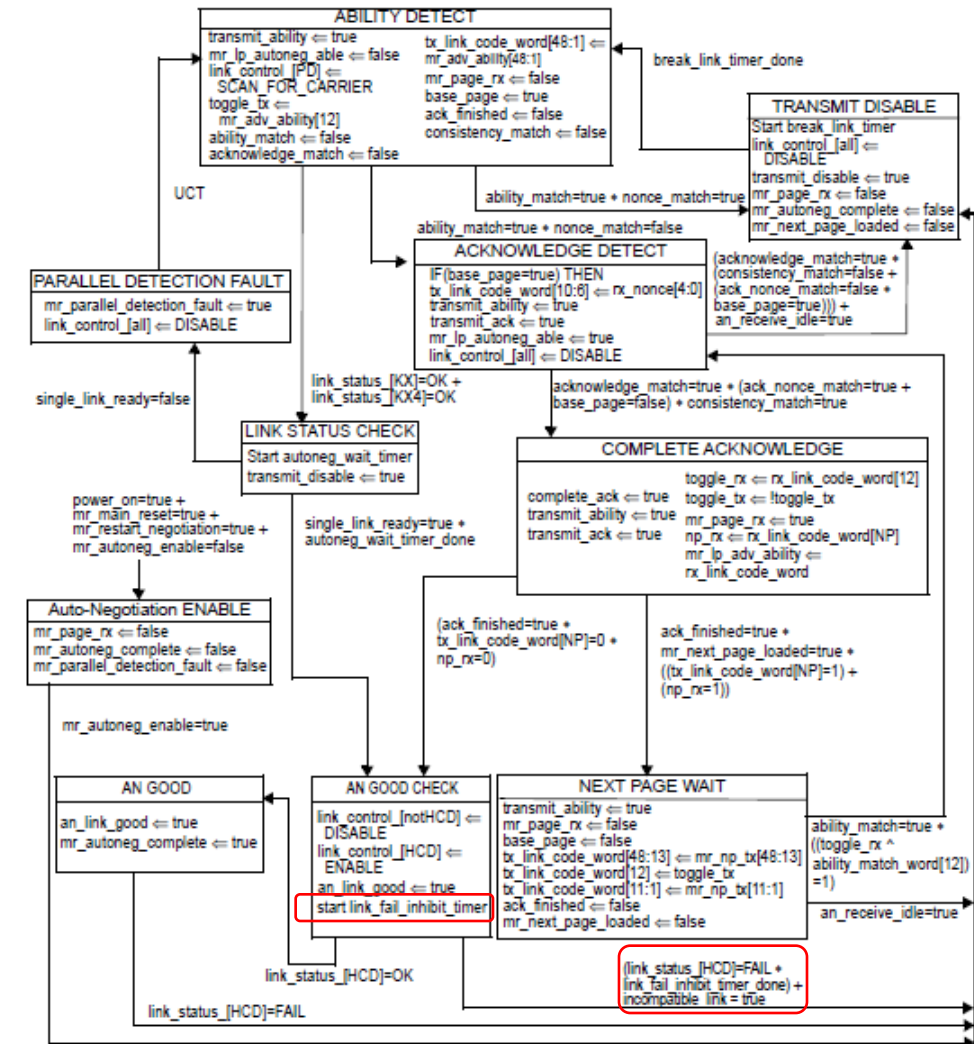 ABILITY DETECT
transmit_ability ⇐ true
mr_lp_autoneg_able ⇐ false
link_control_[PD] ⇐
SCAN_FOR_CARRIER
toggle_tx ⇐
mr_adv_ability[12]
ability_match ⇐ false
acknowledge_match ⇐ false
tx_link_code_word[48:1] ⇐
mr_adv_ability[48:1]
mr_page_rx ⇐ false
base_page ⇐ true
ack_finished ⇐ false
consistency_match ⇐ false
break_link_timer_done
TRANSMIT DISABLE
Start break_link_timer
link_control_[all] ⇐
DISABLE
transmit_disable ⇐ true
mr_page_rx ⇐ false
mr_autoneg_complete ⇐ false
mr_next_page_loaded ⇐ false
UCT
ability_match=true * nonce_match=true
ability_match=true * nonce_match=false
ACKNOWLEDGE DETECT
IF(base_page=true) THEN
tx_link_code_word[10:6] ⇐ rx_nonce[4:0]
transmit_ability ⇐ true
transmit_ack ⇐ true
mr_lp_autoneg_able ⇐ true
link_control_[all] ⇐ DISABLE
(acknowledge_match=true *
(consistency_match=false +
(ack_nonce_match=false *
base_page=true))) +
an_receive_idle=true
PARALLEL DETECTION FAULT
mr_parallel_detection_fault ⇐ true
link_control_[all] ⇐ DISABLE
single_link_ready=false
link_status_[KX]=OK +
link_status_[KX4]=OK
acknowledge_match=true * (ack_nonce_match=true +
base_page=false) * consistency_match=true
LINK STATUS CHECK
Start autoneg_wait_timer
transmit_disable ⇐ true
COMPLETE ACKNOWLEDGE
complete_ack ⇐ true
transmit_ability ⇐ true
transmit_ack ⇐ true
toggle_rx ⇐ rx_link_code_word[12]
toggle_tx ⇐ !toggle_tx
mr_page_rx ⇐ true
np_rx ⇐ rx_link_code_word[NP]
mr_lp_adv_ability ⇐
rx_link_code_word
power_on=true +
mr_main_reset=true +
mr_restart_negotiation=true +
mr_autoneg_enable=false
single_link_ready=true *
autoneg_wait_timer_done
Auto-Negotiation ENABLE
mr_page_rx ⇐ false
mr_autoneg_complete ⇐ false
mr_parallel_detection_fault ⇐ false
(ack_finished=true *
tx_link_code_word[NP]=0 *
np_rx=0)
ack_finished=true *
mr_next_page_loaded=true *
((tx_link_code_word[NP]=1) +
(np_rx=1))
mr_autoneg_enable=true
AN GOOD
an_link_good ⇐ true
mr_autoneg_complete ⇐ true
AN GOOD CHECK
link_control_[notHCD] ⇐
DISABLE
link_control_[HCD] ⇐
ENABLE
an_link_good ⇐ true
start link_fail_inhibit_timer
NEXT PAGE WAIT
transmit_ability ⇐ true
mr_page_rx ⇐ false
base_page ⇐ false
tx_link_code_word[48:13] ⇐ mr_np_tx[48:13]
tx_link_code_word[12] ⇐ toggle_tx
tx_link_code_word[11:1] ⇐ mr_np_tx[11:1]
ack_finished ⇐ false
mr_next_page_loaded ⇐ false
ability_match=true *
((toggle_rx ^
ability_match_word[12])
=1)
an_receive_idle=true
link_status_[HCD]=OK
(link_status_[HCD]=FAIL *
link_fail_inhibit_timer_done) +
incompatible_link = true
link_status_[HCD]=FAIL